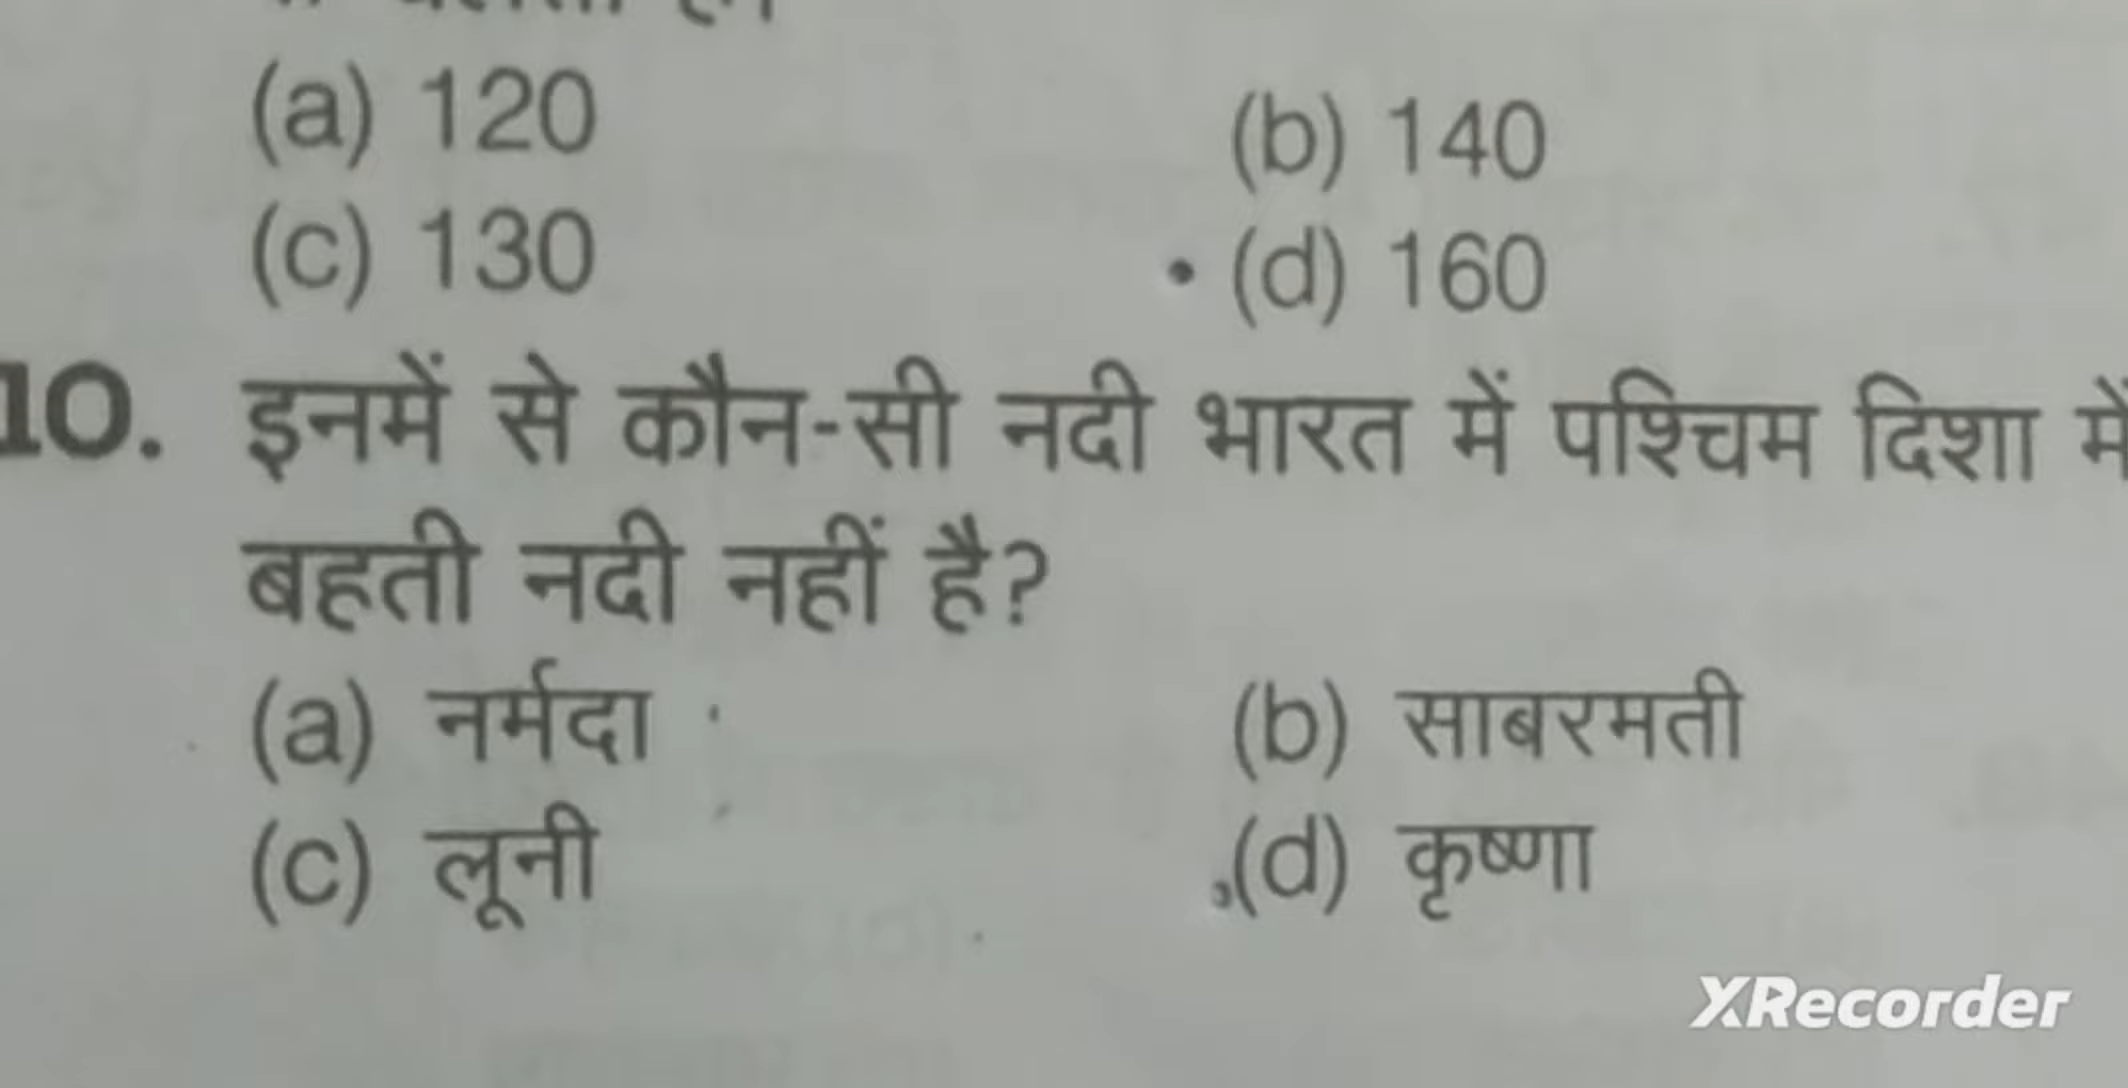 (a) 120 (b) 140
(c) 130 (d) 160
10. इनमें से कौन-सी नदी भारत में पश्चिम दिशा में
बहती नदी नहीं है?
(a) नर्मदा (b) साबरमती
(c) लूनी (d) कृष्णा
XRecorder